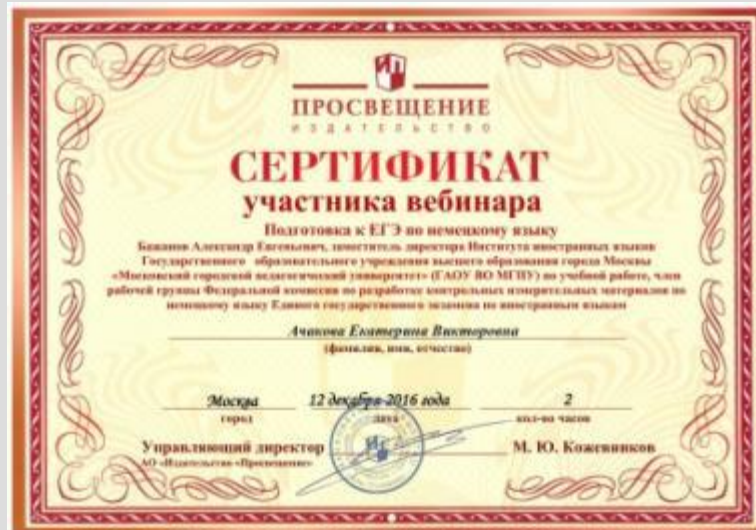 ПРОСВЕЩЕНИЕ
ИЗДАТЕЛЬСТВО
СЕРТИФИКАТ
участника вебинара
Подготовка к ЕГЭ по немецкому языку
Бажанов Александр Евгеньевич, заместитель директора Института иностранных языков
Государственного образовательного учреждения высшего образования города Москвы
«Московский городской педагогический университет» (ГАОУ ВО МГПУ) по учебной работе, член
рабочей группы Федеральной комиссии по разработке контрольных измерительных материалов по
немецкому языку Единого государственного экзамена по иностранным языкам
Ачакова Екатерина Викторовна
(фамилия, имя, отчество)
Москва 12 декабря 2016 года 2
город дата кол-во часов
Управляющий директор М. Ю. Кожевников
АО «Издательство «Просвещение»